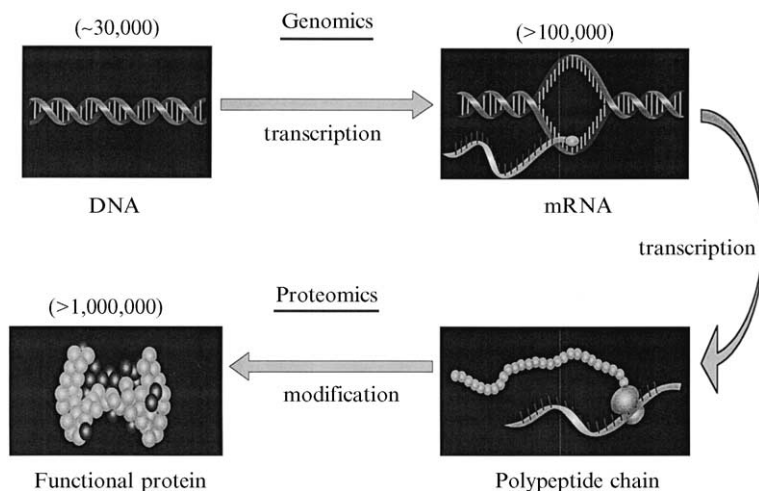 (~30,000)
Genomics
(>100,000)
transcription
DNA
mRNA
transcription
(>1,000,000)
Proteomics
modification
Functional protein
Polypeptide chain